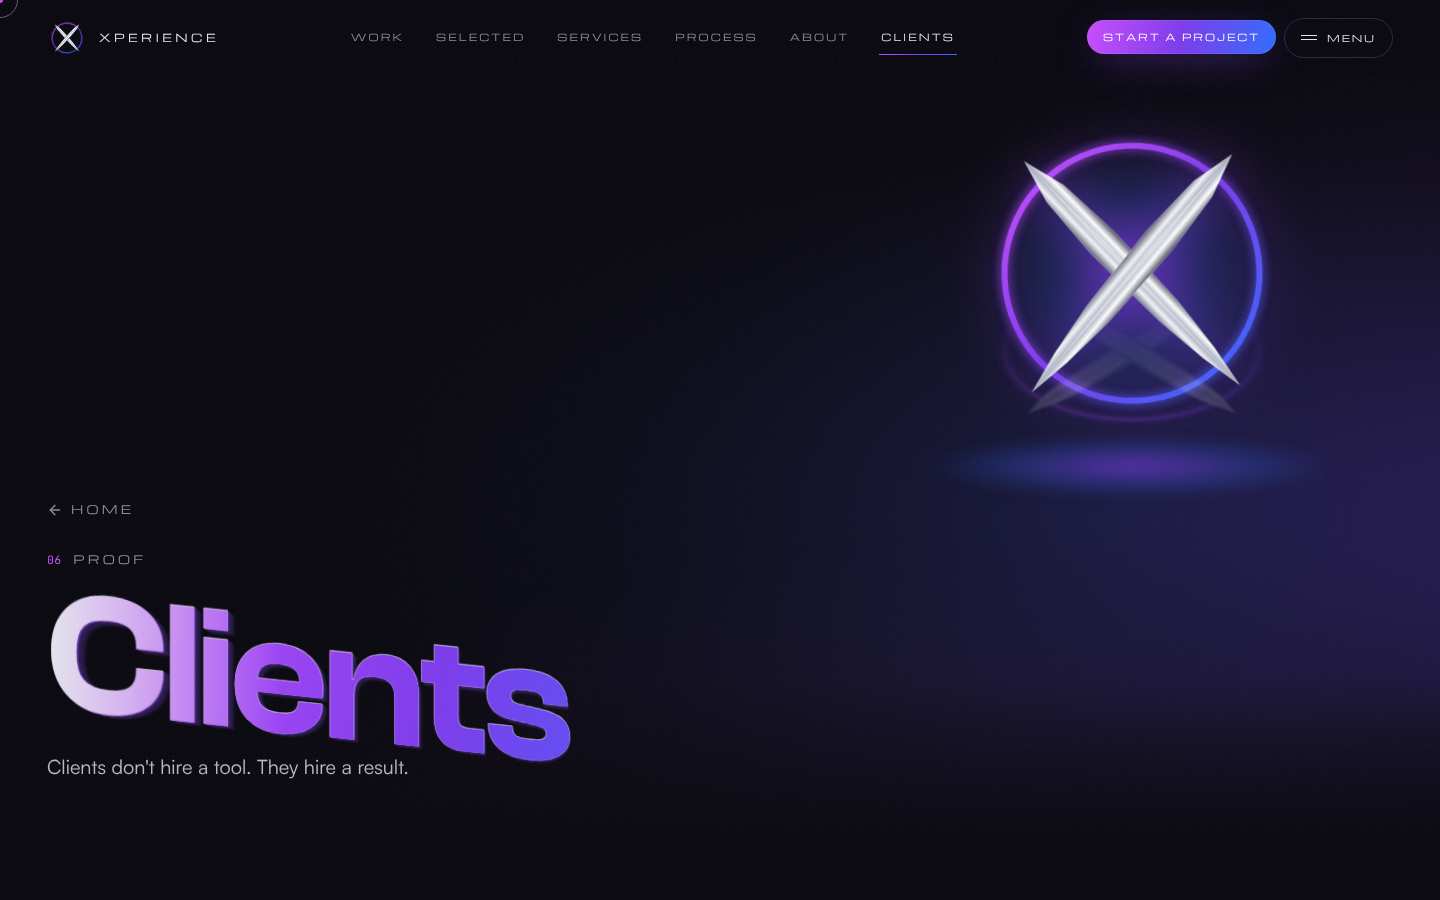 XPERIENCE
WORK
SELECTED
SERVICES
PROCESS
ABOUT
CLIENTS
START A PROJECT
MENU
HOME
06 PROOF
Clients
Clients don't hire a tool. They hire a result.